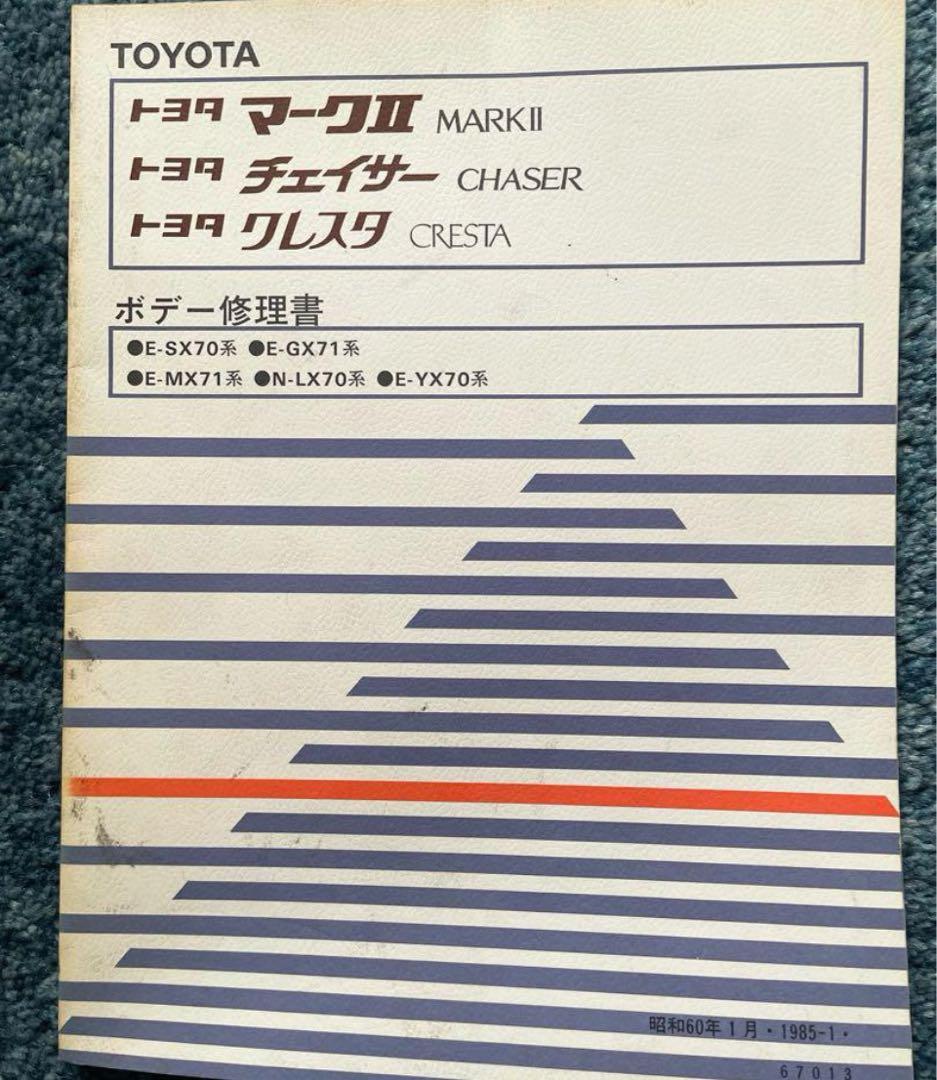 TOYOTA
トヨタ マークII MARK II
トヨタ チェイサー CHASER
トヨタ クレスタ CRESTA
ボデー修理書
●E-SX70系 ●E-GX71系
●E-MX71系 ●N-LX70系 ●E-YX70系
昭和60年1月・1985-1・
67013